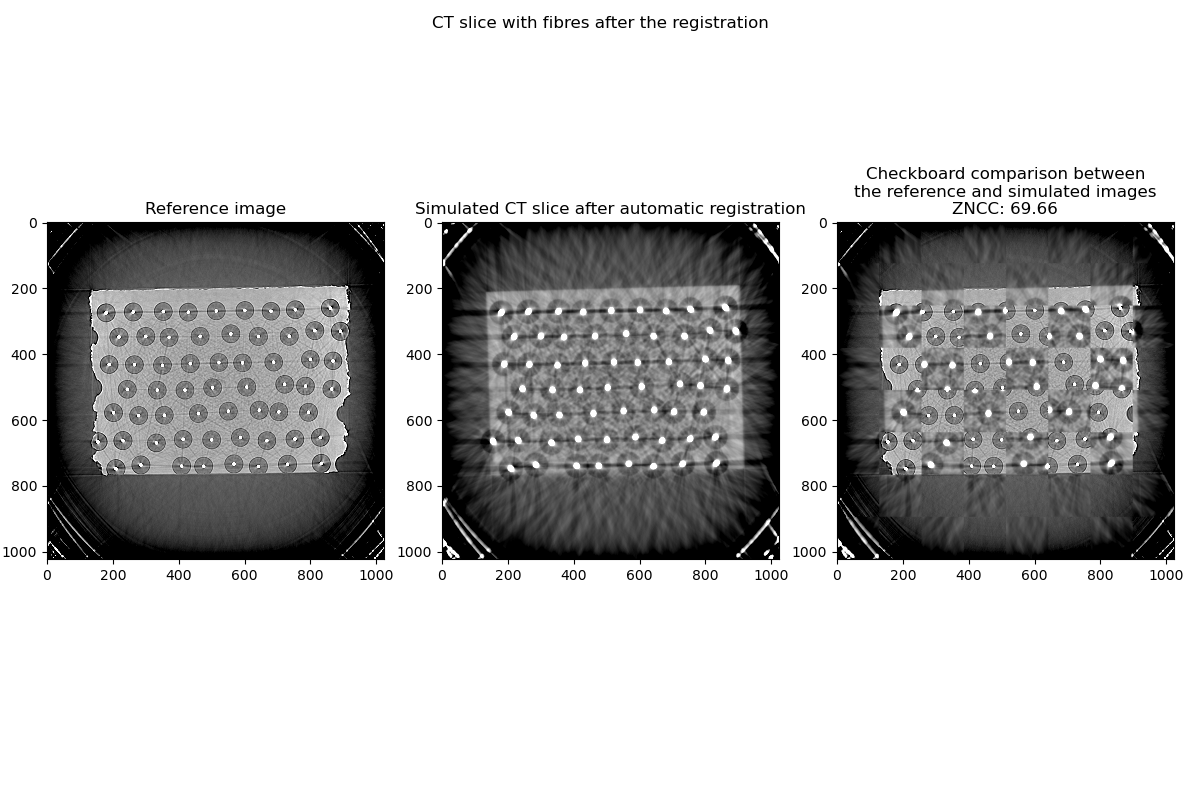 CT slice with fibres after the registration
Reference image
Simulated CT slice after automatic registration
Checkboard comparison between
the reference and simulated images
ZNCC: 69.66
0
200
400
600
800
1000
0 200 400 600 800 1000
0
200
400
600
800
1000
0 200 400 600 800 1000
0
200
400
600
800
1000
0 200 400 600 800 1000